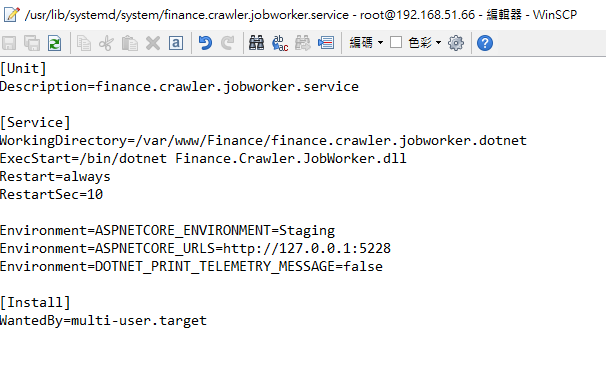 /usr/lib/systemd/system/finance.crawler.jobworker.service - root@192.168.51.66 - 編輯器 - WinSCP
編碼 色彩
[Unit]
Description=finance.crawler.jobworker.service
[Service]
WorkingDirectory=/var/www/Finance/finance.crawler.jobworker.dotnet
ExecStart=/bin/dotnet Finance.Crawler.JobWorker.dll
Restart=always
RestartSec=10
Environment=ASPNETCORE_ENVIRONMENT=Staging
Environment=ASPNETCORE_URLS=http://127.0.0.1:5228
Environment=DOTNET_PRINT_TELEMETRY_MESSAGE=false
[Install]
WantedBy=multi-user.target